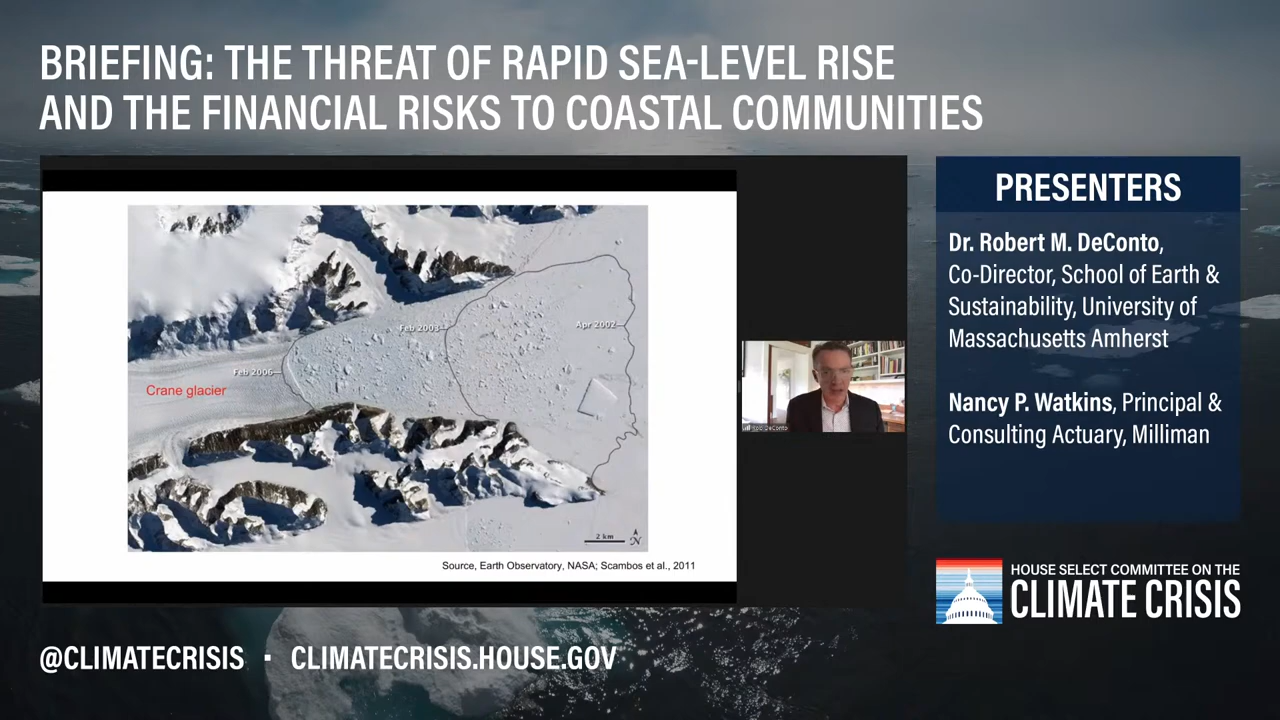 BRIEFING: THE THREAT OF RAPID SEA-LEVEL RISE
AND THE FINANCIAL RISKS TO COASTAL COMMUNITIES
Feb 2003
Apr 2002
Feb 2006
Crane glacier
2 km
N
Source, Earth Observatory, NASA; Scambos et al., 2011
Rob DeConto
PRESENTERS
Dr. Robert M. DeConto,
Co-Director, School of Earth &
Sustainability, University of
Massachusetts Amherst
Nancy P. Watkins, Principal &
Consulting Actuary, Milliman
HOUSE SELECT COMMITTEE ON THE
CLIMATE CRISIS
@CLIMATECRISIS · CLIMATECRISIS.HOUSE.GOV